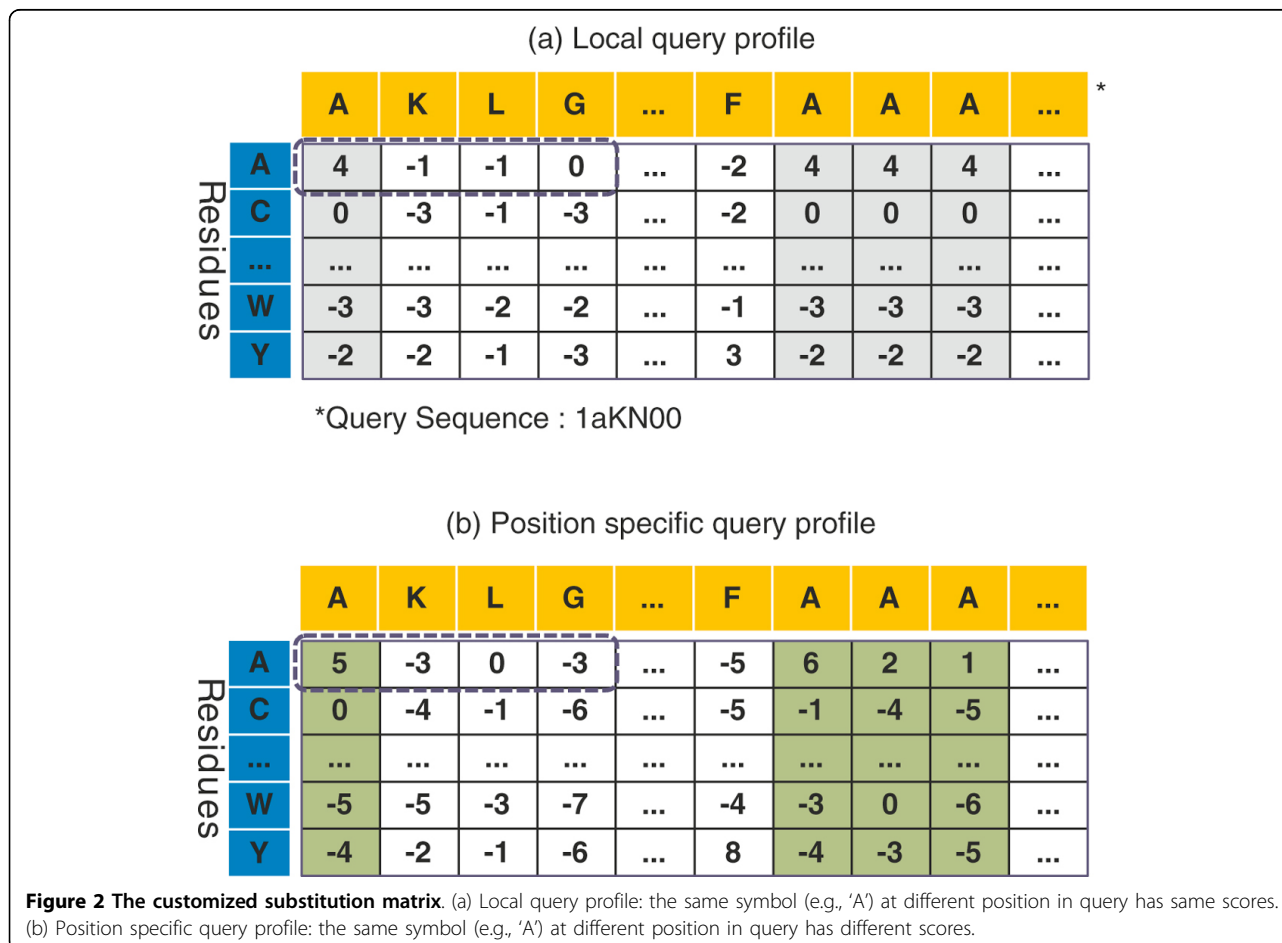 (a) Local query profile
A K L G ... F A A A ... *
Residues
A 4 -1 -1 0 ... -2 4 4 4 ...
C 0 -3 -1 -3 ... -2 0 0 0 ...
... ... ... ... ... ... ... ... ... ... ...
W -3 -3 -2 -2 ... -1 -3 -3 -3 ...
Y -2 -2 -1 -3 ... 3 -2 -2 -2 ...
*Query Sequence : 1aKN00
(b) Position specific query profile
A K L G ... F A A A ...
Residues
A 5 -3 0 -3 ... -5 6 2 1 ...
C 0 -4 -1 -6 ... -5 -1 -4 -5 ...
... ... ... ... ... ... ... ... ... ... ...
W -5 -5 -3 -7 ... -4 -3 0 -6 ...
Y -4 -2 -1 -6 ... 8 -4 -3 -5 ...
Figure 2 The customized substitution matrix. (a) Local query profile: the same symbol (e.g., ‘A’) at different position in query has same scores.
(b) Position specific query profile: the same symbol (e.g., ‘A’) at different position in query has different scores.